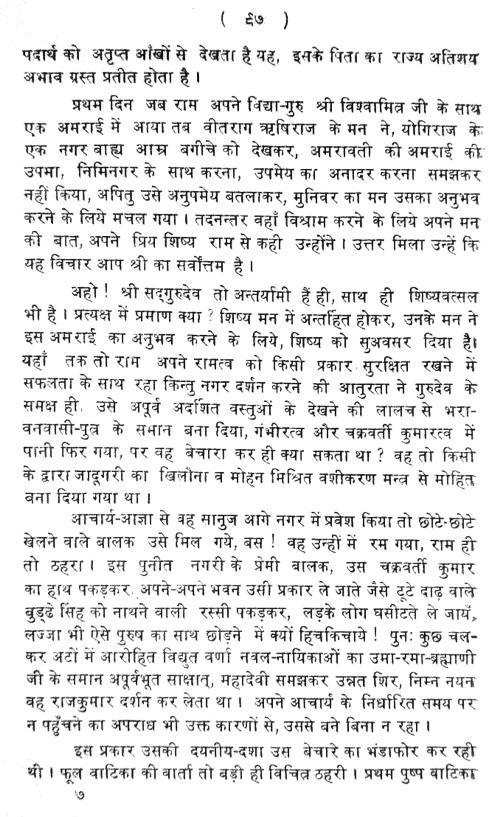 ( ६७ )
पदार्थ को अतृप्त आंखों से देखता है यह, इसके पिता का राज्य अतिशय
अभाव ग्रस्त प्रतीत होता है ।
प्रथम दिन जब राम अपने विद्या-गुरु श्री विश्वामित्र जी के साथ
एक अमराई में आया तब वीतराग ऋषिराज के मन ने, योगिराज के
एक नगर बाह्य आम्र बगीचे को देखकर, अमरावती की अमराई की
उपमा, निमिनगर के साथ करना, उपमेय का अनादर करना समझकर
नहीं किया, अपितु उसे अनुपमेय बतलाकर, मुनिवर का मन उसका अनुभव
करने के लिये मचल गया । तदनन्तर वहाँ विश्राम करने के लिये अपने मन
की बात, अपने प्रिय शिष्य राम से कही उन्होंने । उत्तर मिला उन्हें कि
यह विचार आप श्री का सर्वोत्तम है ।
अहो ! श्री सद्गुरुदेव तो अन्तर्यामी हैं ही, साथ ही शिष्यवत्सल
भी है । प्रत्यक्ष में प्रमाण क्या ? शिष्य मन में अन्तर्हित होकर, उनके मन ने
इस अमराई का अनुभव करने के लिये, शिष्य को सुअवसर दिया है।
यहाँ तक तो राम अपने रामत्व को किसी प्रकार सुरक्षित रखने में
सफलता के साथ रहा किन्तु नगर दर्शन करने की आतुरता ने गुरुदेव के
समक्ष ही उसे अपूर्व अर्दाशत वस्तुओं के देखने की लालच से भरा-
वनवासी-पुत्र के समान बना दिया, गंभीरत्व और चक्रवर्ती कुमारत्व में
पानी फिर गया, पर वह बेचारा कर ही क्या सकता था ? वह तो किसी
के द्वारा जादूगरी का खिलौना व मोहन मिश्रित वशीकरण मन्त्र से मोहित
बना दिया गया था ।
आचार्य-आज्ञा से वह सानुज आगे नगर में प्रवेश किया तो छोटे-छोटे
खेलने वाले बालक उसे मिल गये, बस ! वह उन्हीं में रम गया, राम ही
तो ठहरा । इस पुनीत नगरी के प्रेमी बालक, उस चक्रवर्ती कुमार
का हाथ पकड़कर अपने-अपने भवन उसी प्रकार ले जाते जैसे टूटे दाढ़ वाले
बुड्ढे सिंह को नाथने वाली रस्सी पकड़कर, लड़के लोग घसीटते ले जायँ,
लज्जा भी ऐसे पुरुष का साथ छोड़ने में क्यों हिचकिचाये ! पुनः कुछ चल-
कर अटों में आरोहित विद्युत वर्णा नवल-नायिकाओं का उमा-रमा-ब्रह्माणी
जी के समान अपूर्वभूत साक्षात्, महादेवी समझकर उन्नत शिर, निम्न नयन
वह राजकुमार दर्शन कर लेता था । अपने आचार्य के निर्धारित समय पर
न पहुँचने का अपराध भी उक्त कारणों से, उससे बने बिना न रहा ।
इस प्रकार उसकी दयनीय-दशा उस बेचारे का भंडाफोर कर रही
थी । फूल वाटिका की वार्ता तो बड़ी ही विचित्र ठहरी । प्रथम पुष्प बाटिका
७